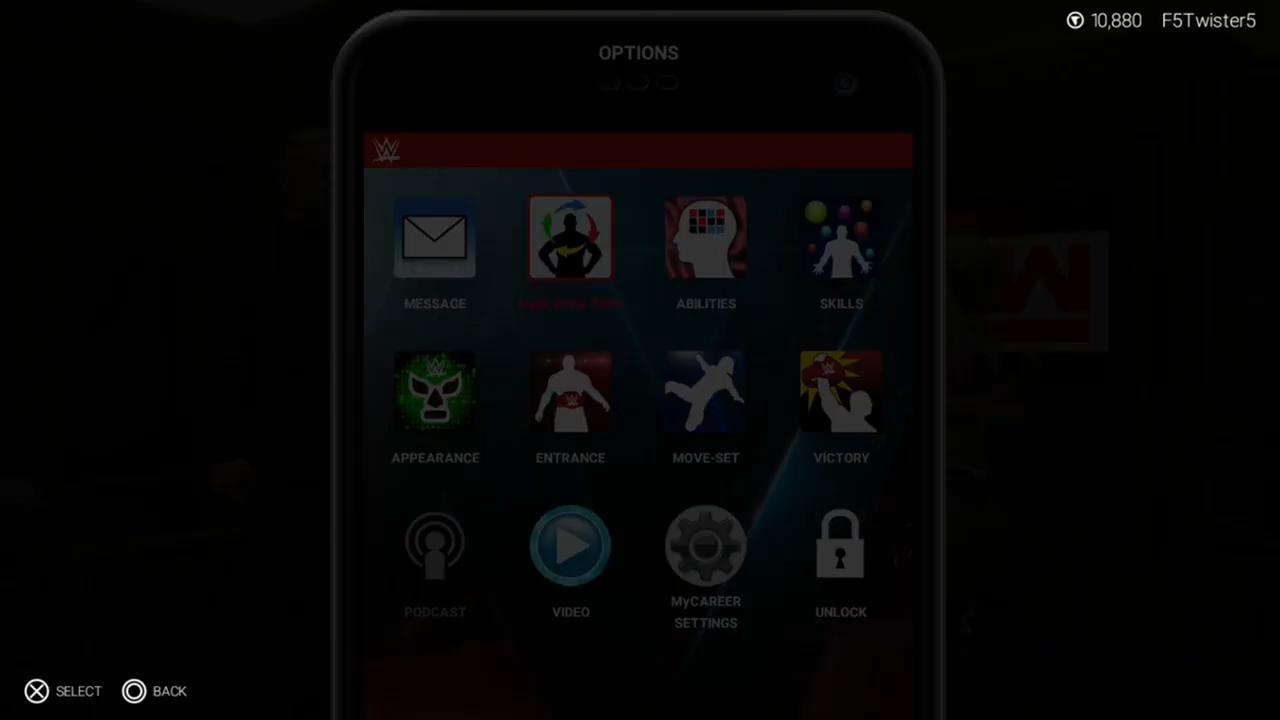 10,880 F5Twister5
OPTIONS
MESSAGE
ABILITIES
SKILLS
APPEARANCE
ENTRANCE
MOVE-SET
VICTORY
PODCAST
VIDEO
MyCAREER
SETTINGS
UNLOCK
SELECT
BACK